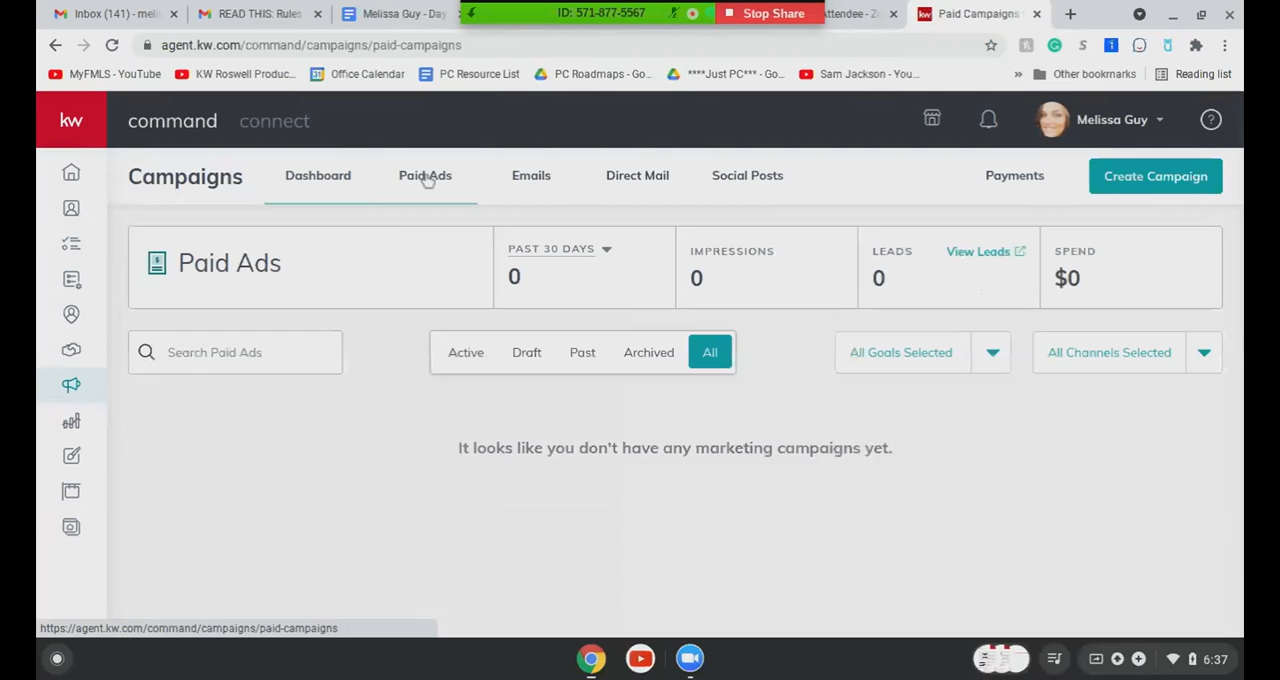 Inbox (141) - meli
READ THIS: Rules
Melissa Guy - Day
ID: 571-877-5567
Stop Share
Attendee - Z
Paid Campaigns
agent.kw.com/command/campaigns/paid-campaigns
MyFMLS - YouTube
KW Roswell Produc...
Office Calendar
PC Resource List
PC Roadmaps - Go...
****Just PC*** - Go...
Sam Jackson - You...
Other bookmarks
Reading list
kw
command
connect
Melissa Guy
Campaigns
Dashboard
Paid Ads
Emails
Direct Mail
Social Posts
Payments
Create Campaign
Paid Ads
PAST 30 DAYS
0
IMPRESSIONS
0
LEADS
View Leads
0
SPEND
$0
Search Paid Ads
Active
Draft
Past
Archived
All
All Goals Selected
All Channels Selected
It looks like you don't have any marketing campaigns yet.
https://agent.kw.com/command/campaigns/paid-campaigns
6:37